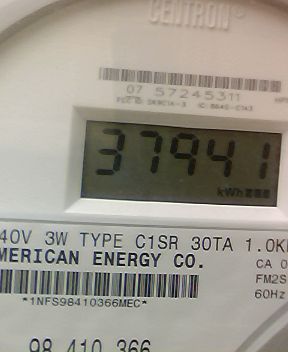 CENTRON®
07 57245311
37941
kWh
40V 3W TYPE C1SR 30TA 1.0K
MERICAN ENERGY CO.
CA 0
FM2S
60Hz
*1NFS98410366MEC*
98 410 366